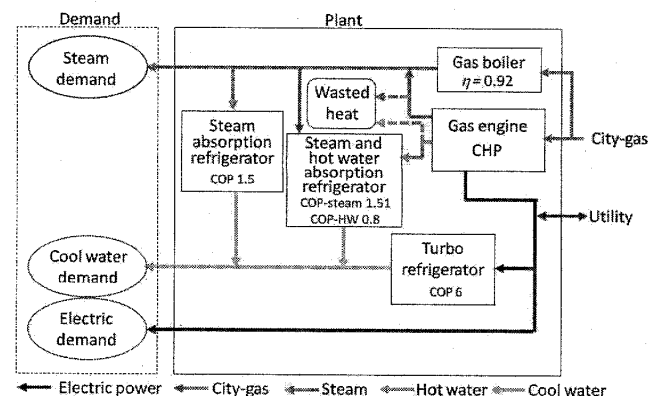 Demand
Plant
Steam
demand
Gas boiler
η = 0.92
Wasted
heat
Gas engine
CHP
City-gas
Steam
absorption
refrigerator
COP 1.5
Steam and
hot water
absorption
refrigerator
COP-steam 1.51
COP-HW 0.8
Utility
Cool water
demand
Turbo
refrigerator
COP 6
Electric
demand
Electric power
City-gas
Steam
Hot water
Cool water